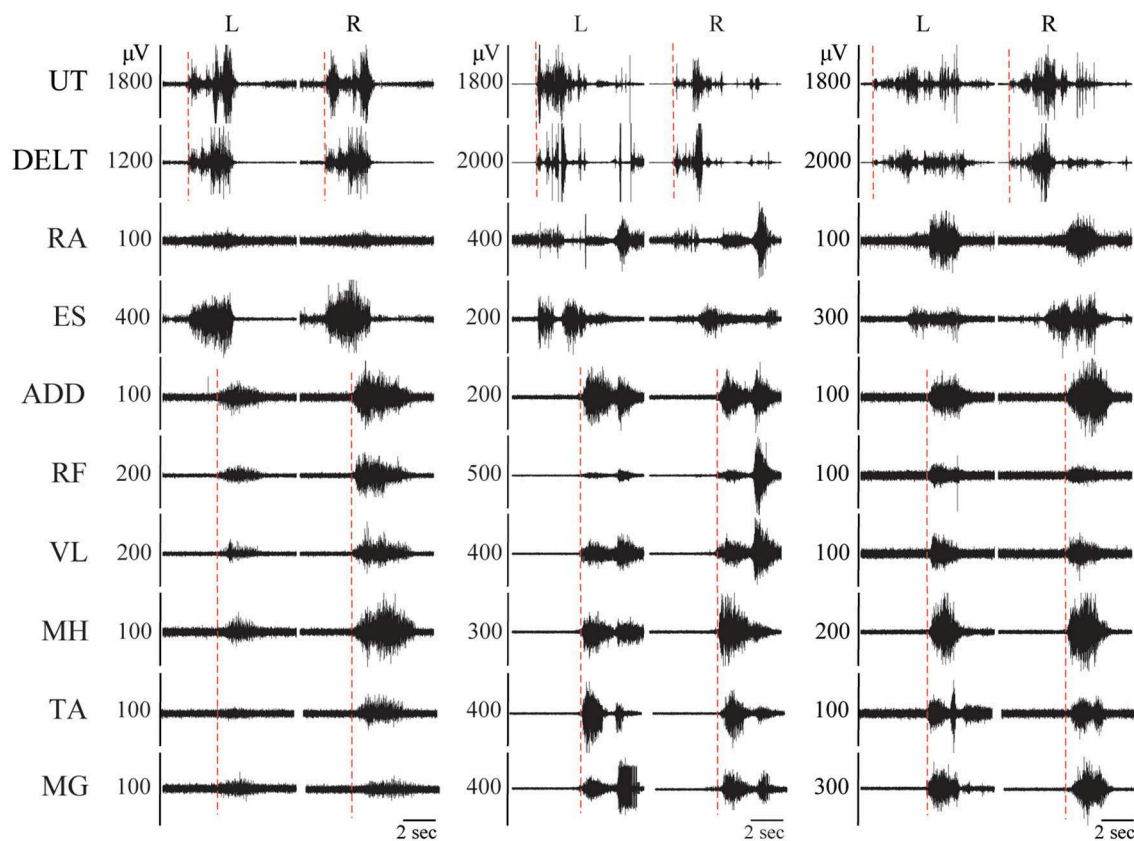 L R L R L R
μV μV μV
UT 1800 1800 1800
DELT 1200 2000 2000
RA 100 400 100
ES 400 200 300
ADD 100 200 100
RF 200 500 100
VL 200 400 100
MH 100 300 200
TA 100 400 100
MG 100 400 300
2 sec 2 sec 2 sec